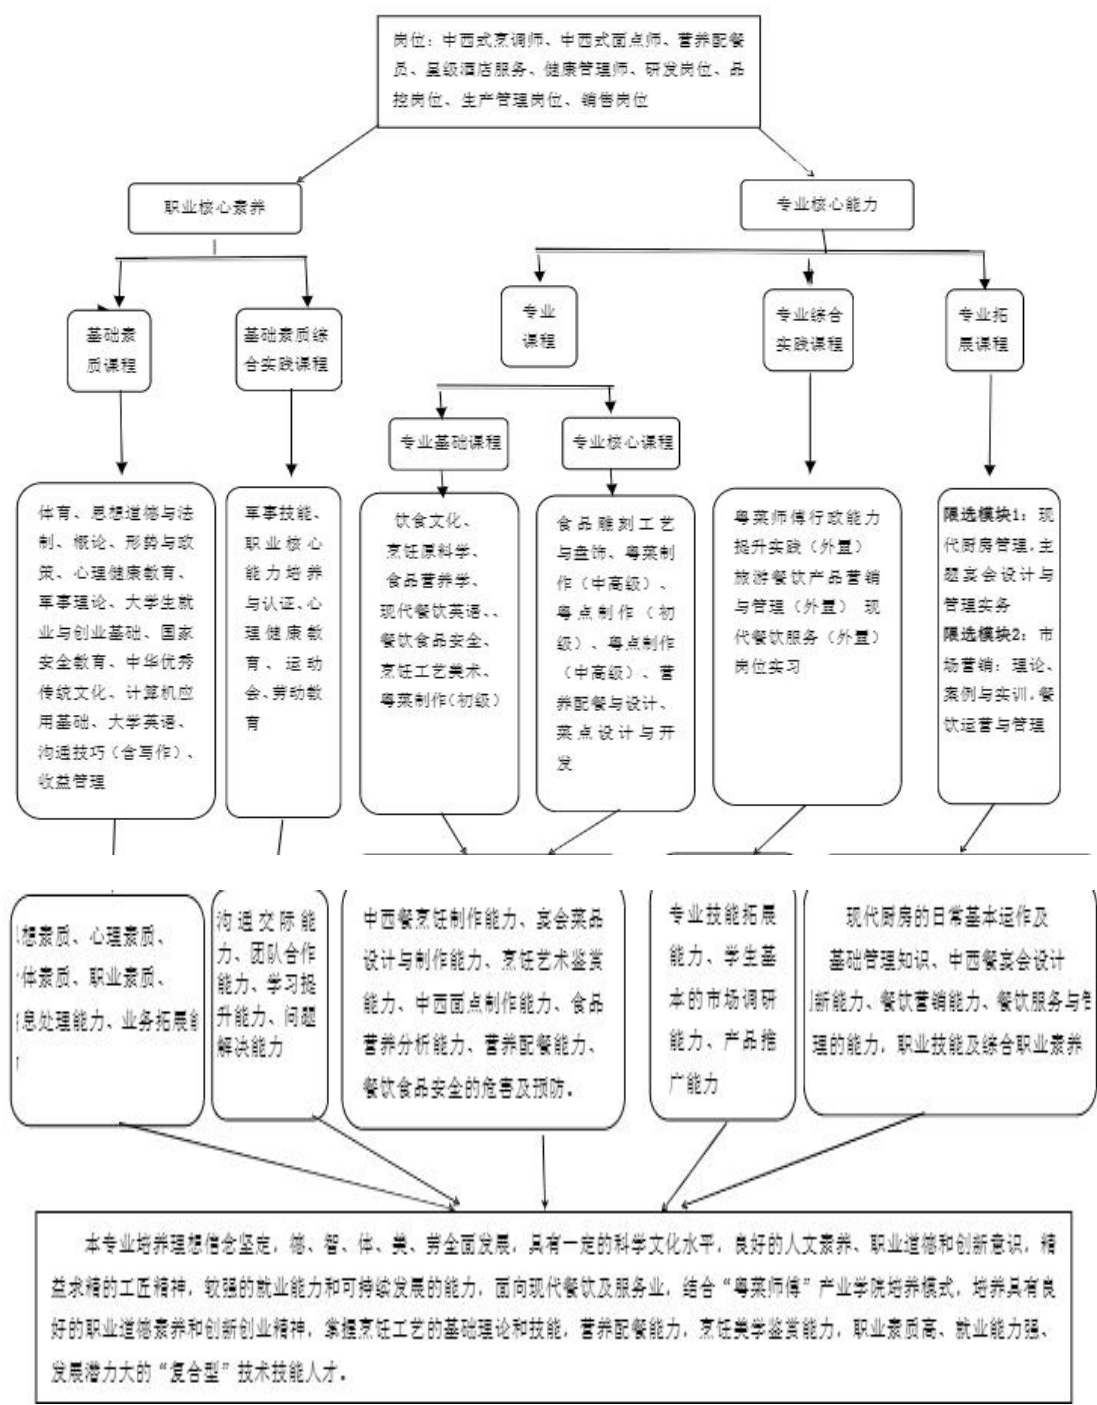 岗位：中西式烹调师、中西式面点师、营养配餐
员、星级酒店服务、健康管理师、研发岗位、品
控岗位、生产管理岗位、销售岗位
职业核心素养
专业核心能力
基础素
质课程
基础素质综
合实践课程
专业
课程
专业综合
实践课程
专业拓
展课程
专业基础课程
专业核心课程
体育、思想道德与法
制、概论、形势与政
策、心理健康教育、
军事理论、大学生就
业与创业基础、国家
安全教育、中华优秀
传统文化、计算机应
用基础、大学英语、
沟通技巧（含写作）、
收益管理
军事技能、
职业核心
能力培养
与认证、心
理健康教
育、运动
会、劳动教
育
饮食文化、
烹饪原料学、
食品营养学、
现代餐饮英语、、
餐饮食品安全、
烹饪工艺美术、
粤菜制作（初级）
食品雕刻工艺
与盘饰、粤菜制
作（中高级）、
粤点制作（初
级）、粤点制作
（中高级）、营
养配餐与设计、
菜点设计与开
发
粤菜师傅行政能力
提升实践（外置）
旅游餐饮产品营销
与管理（外置） 现
代餐饮服务（外置）
岗位实习
限选模块1：现
代厨房管理，主
题宴会设计与
管理实务
限选模块2：市
场营销：理论、
案例与实训，餐
饮运营与管理
想素质、心理素质、
体素质、职业素质、
息处理能力、业务拓展能
沟通交际能
力、团队合作
能力、学习提
升能力、问题
解决能力
中西餐烹饪制作能力、宴会菜品
设计与制作能力、烹饪艺术鉴赏
能力、中西面点制作能力、食品
营养分析能力、营养配餐能力、
餐饮食品安全的危害及预防。
专业技能拓展
能力、学生基
本的市场调研
能力、产品推
广能力
现代厨房的日常基本运作及
基础管理知识、中西餐宴会设计
新能力、餐饮营销能力、餐饮服务与管
理的能力，职业技能及综合职业素养
本专业培养理想信念坚定，德、智、体、美、劳全面发展，具有一定的科学文化水平，良好的人文素养、职业道德和创新意识，精
益求精的工匠精神，较强的就业能力和可持续发展的能力，面向现代餐饮及服务业，结合“粤菜师傅”产业学院培养模式，培养具有良
好的职业道德素养和创新创业精神，掌握烹饪工艺的基础理论和技能，营养配餐能力，烹饪美学鉴赏能力，职业素质高、就业能力强、
发展潜力大的“复合型”技术技能人才。